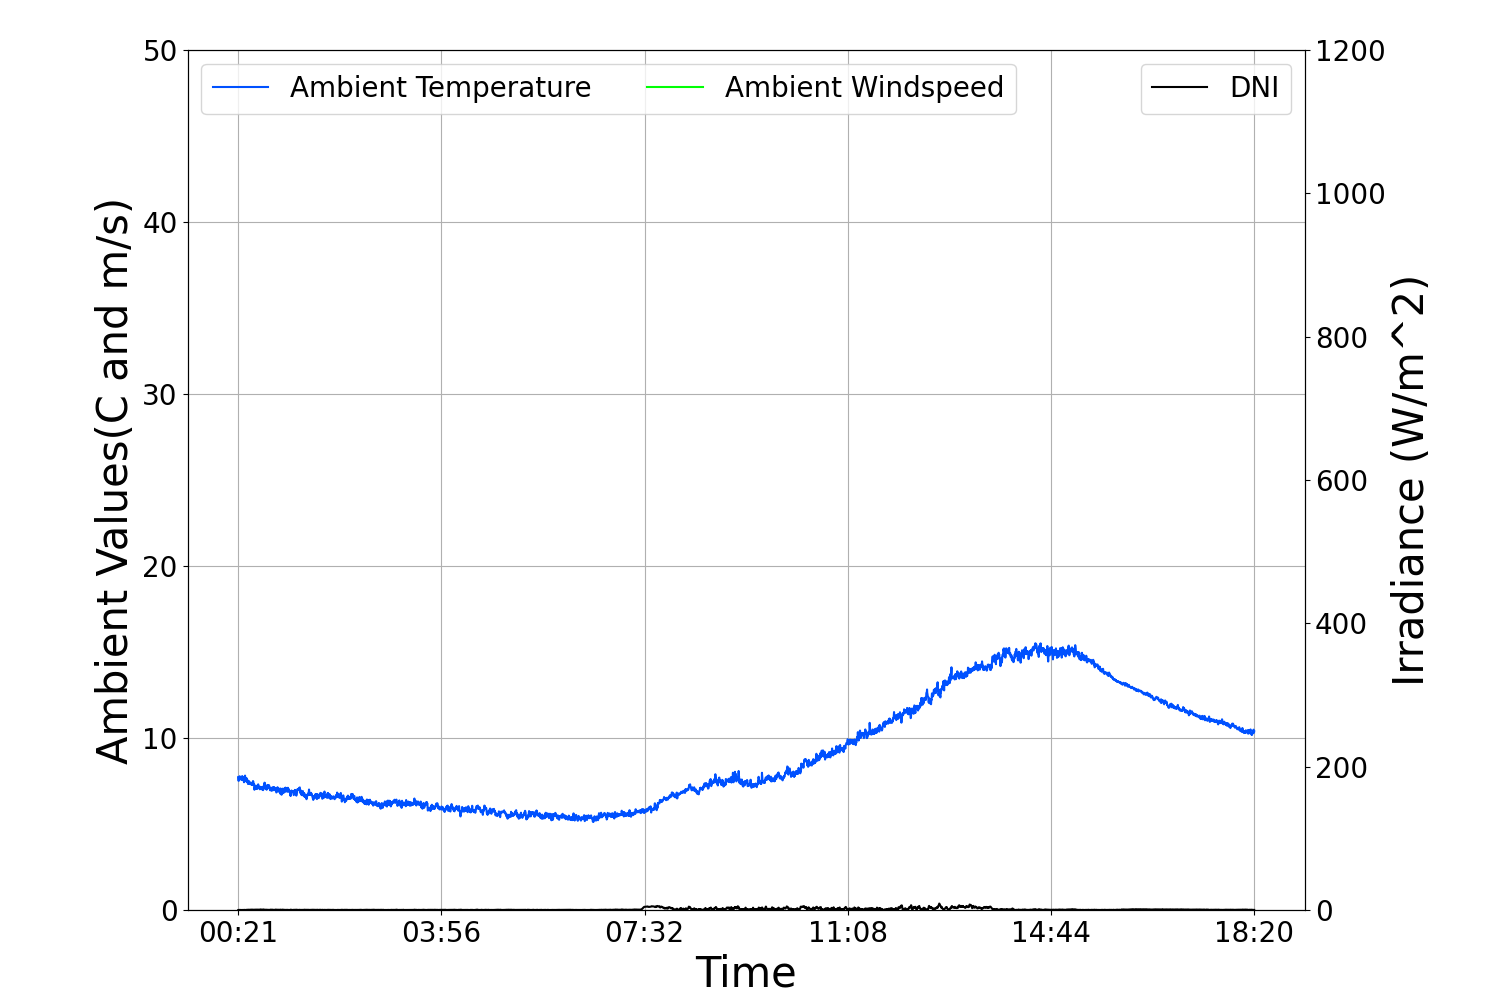 Ambient Temperature Ambient Windspeed DNI
Ambient Values(C and m/s)
50
40
30
20
10
0
1200
1000
800
600
400
200
0
Irradiance (W/m^2)
00:21 03:56 07:32 11:08 14:44 18:20
Time